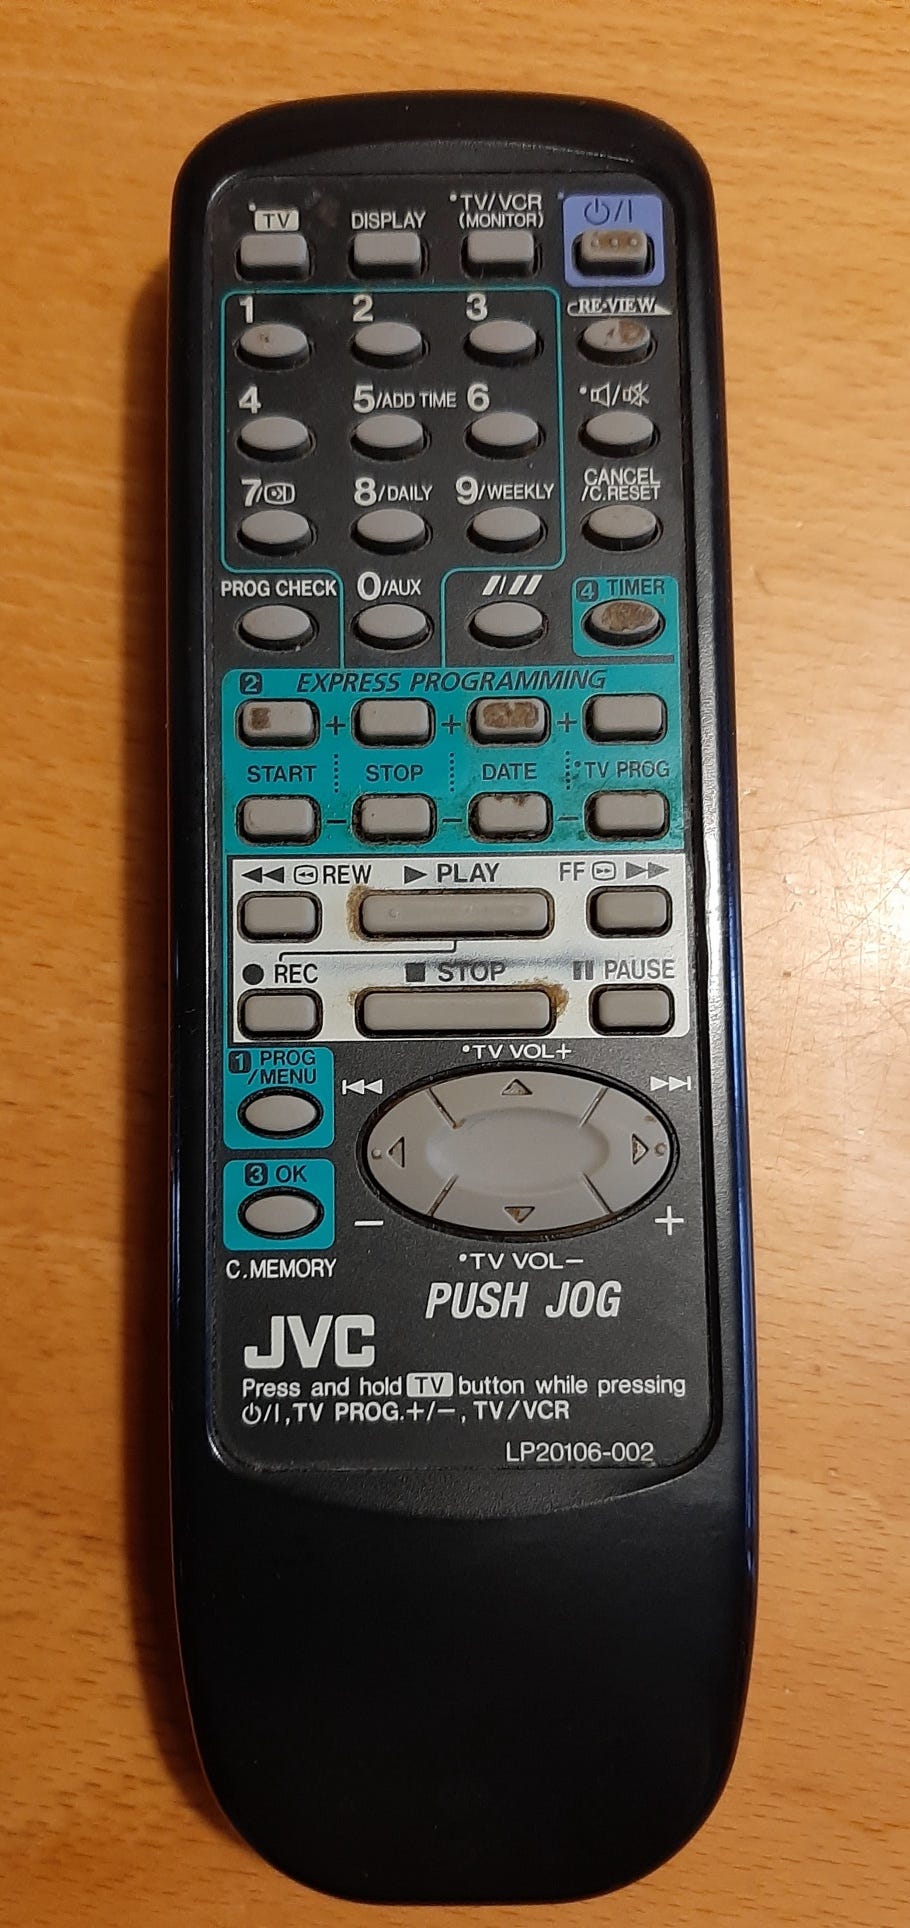 TV DISPLAY TV/VCR (MONITOR) ⏻/I
1 2 3 RE·VIEW
4 5/ADD TIME 6
7/ 8/DAILY 9/WEEKLY CANCEL /C.RESET
PROG CHECK 0/AUX 4 TIMER
2 EXPRESS PROGRAMMING
+ + +
START STOP DATE TV PROG
– – –
◀◀ REW ▶ PLAY FF ▶▶
● REC ■ STOP ❚❚ PAUSE
1 PROG /MENU
TV VOL+
3 OK
– +
C.MEMORY
TV VOL–
PUSH JOG
JVC
Press and hold TV button while pressing
⏻/I,TV PROG.+/–, TV/VCR
LP20106-002